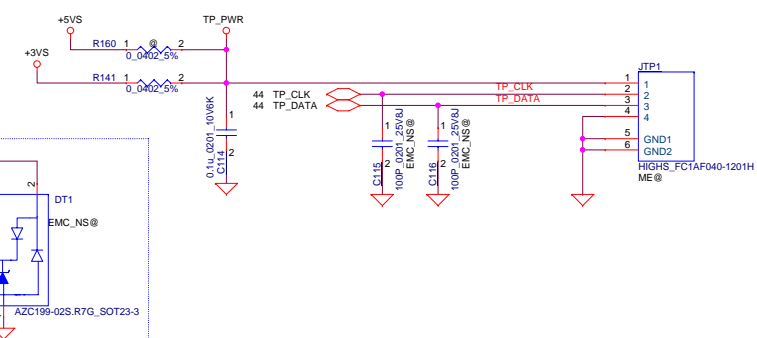 +5VS
TP_PWR
R160 1 @ 2
0_0402_5%
+3VS
R141 1 2
0_0402_5%
JTP1
44 TP_CLK
44 TP_DATA
TP_CLK
TP_DATA
1 1
2 2
3 3
4 4
5 GND1
6 GND2
HIGHS_FC1AF040-1201H
ME@
0.1u_0201_10V6K
C114
1
2
C115
100P_0201_25V8J
EMC_NS@
1
2
C116
100P_0201_25V8J
EMC_NS@
1
2
2
DT1
EMC_NS@
AZC199-02S.R7G_SOT23-3